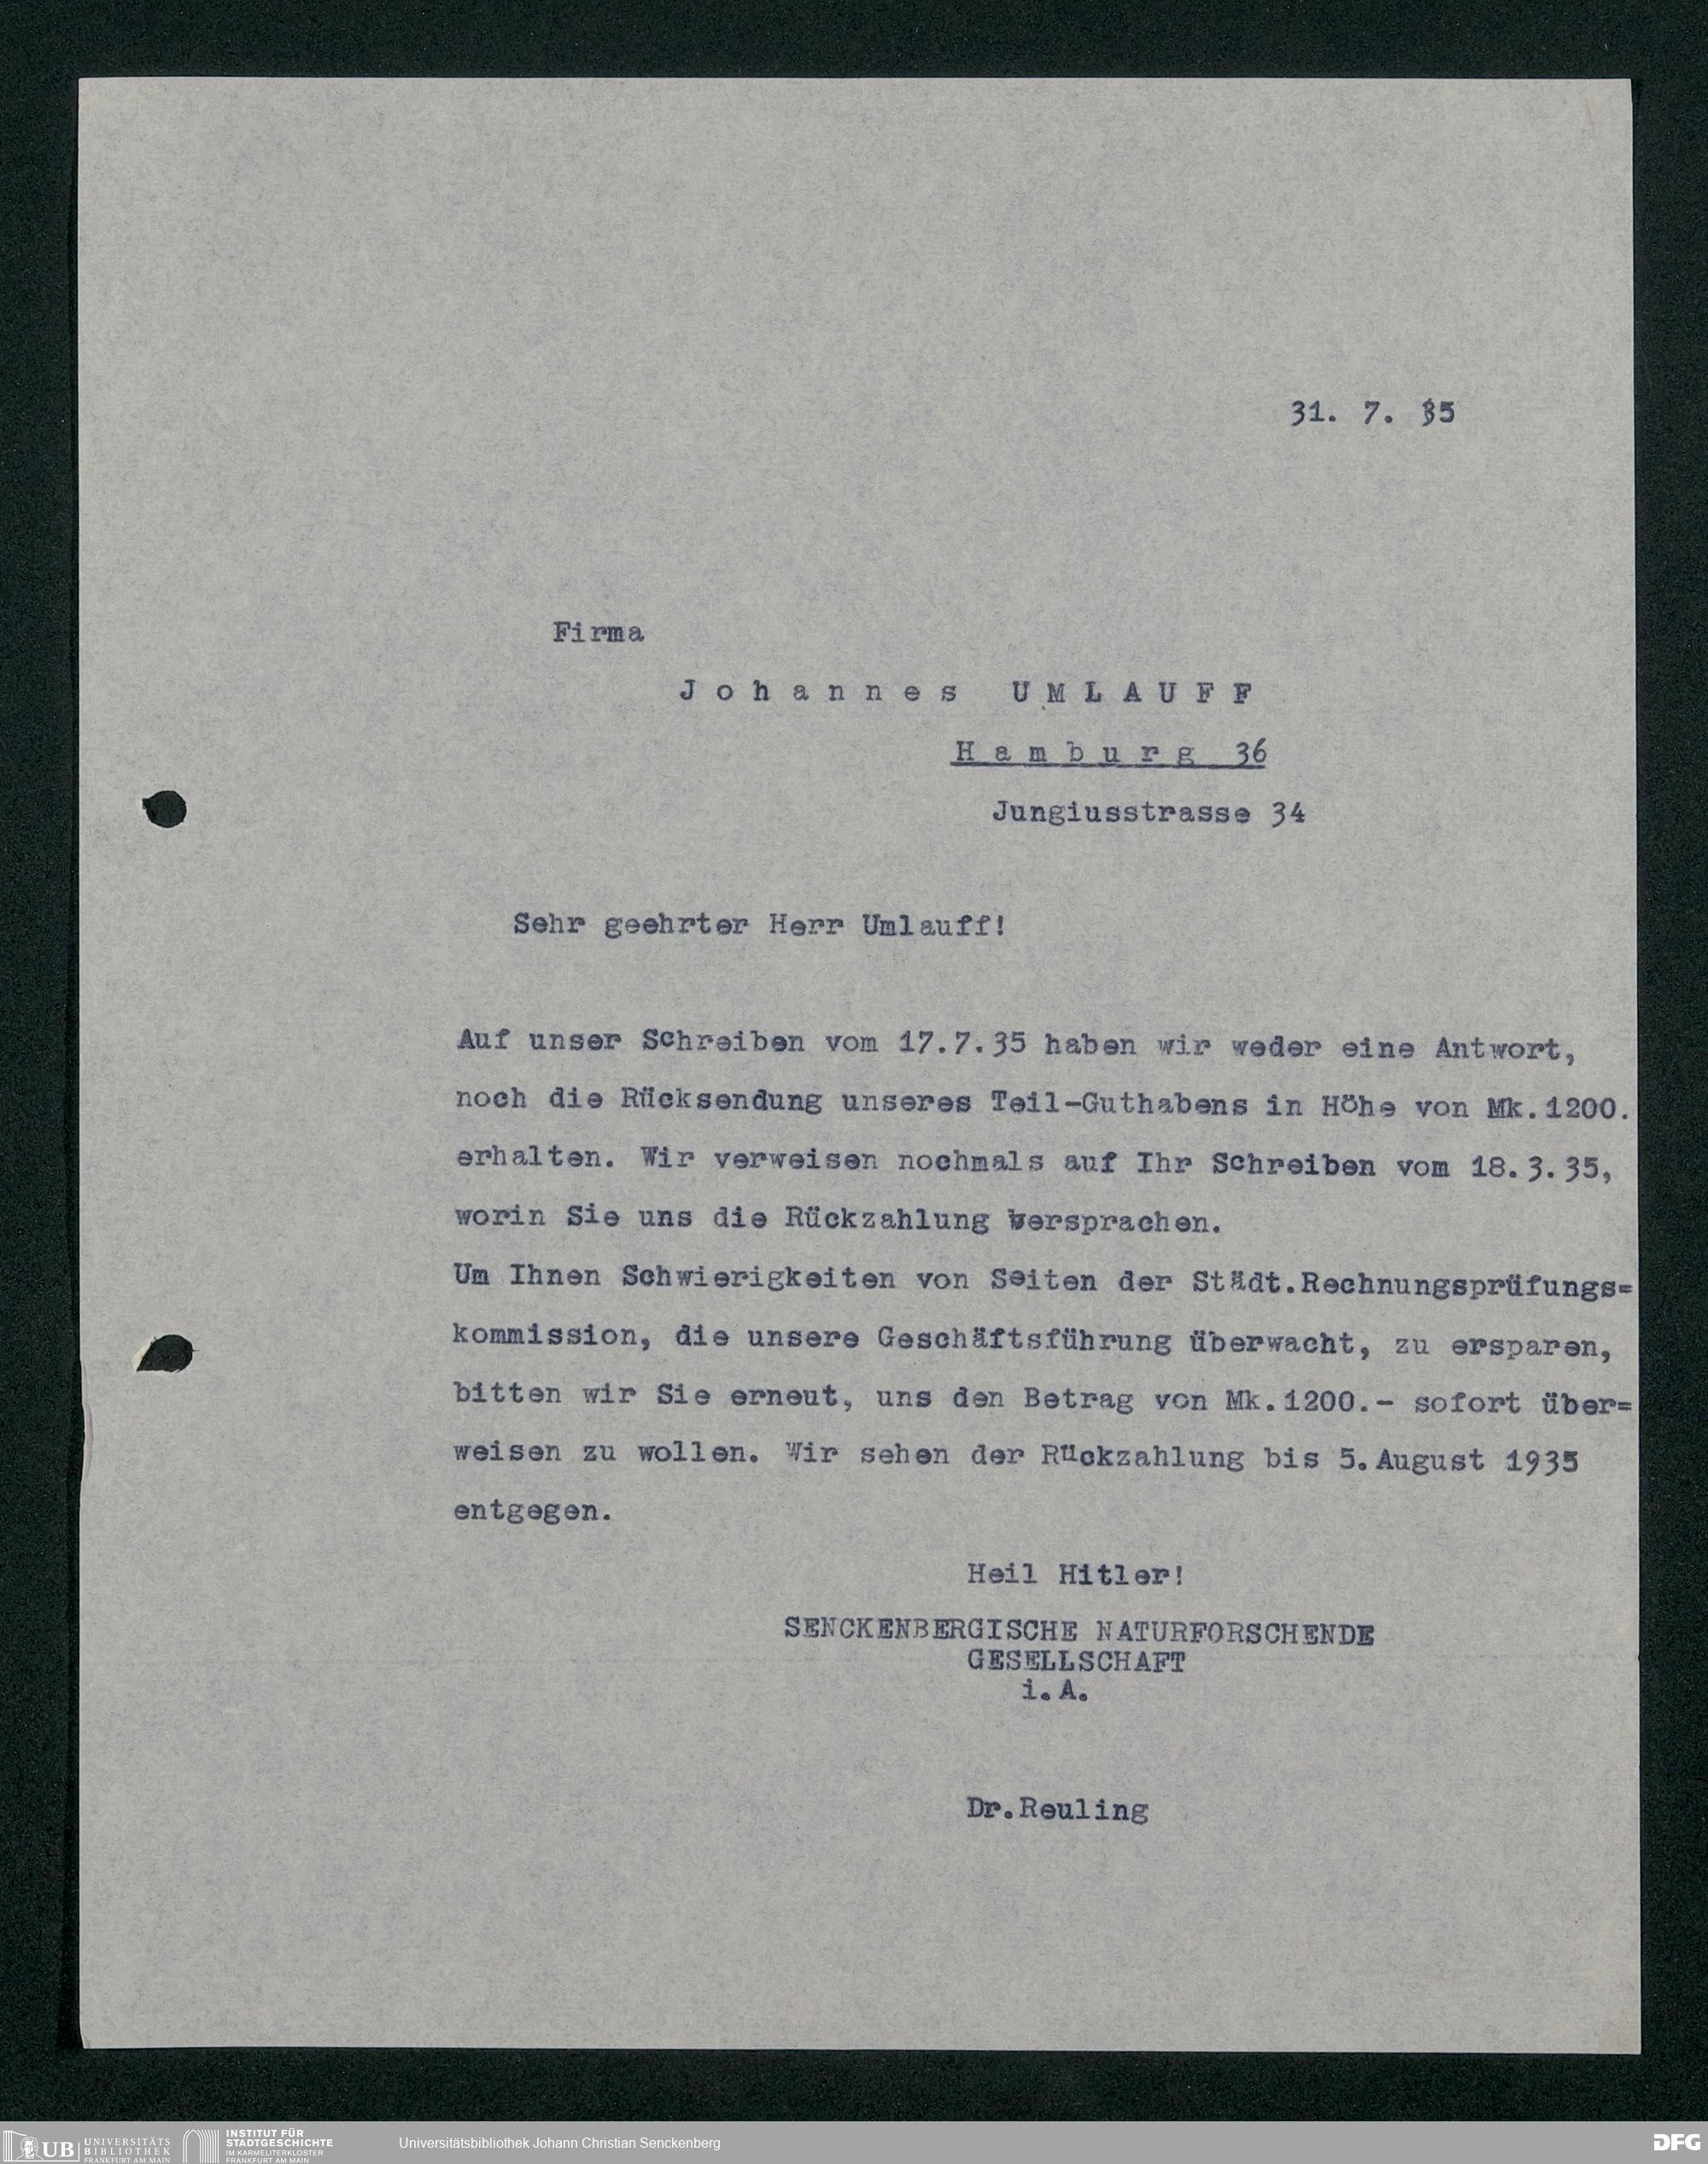 31. 7. 35
Firma
Johannes UMLAUFF
Hamburg 36
Jungiusstrasse 34
Sehr geehrter Herr Umlauff!
Auf unser Schreiben vom 17.7.35 haben wir weder eine Antwort,
noch die Rücksendung unseres Teil-Guthabens in Höhe von Mk.1200.
erhalten. Wir verweisen nochmals auf Ihr Schreiben vom 18.3.35,
worin Sie uns die Rückzahlung versprachen.
Um Ihnen Schwierigkeiten von Seiten der Städt.Rechnungsprüfungs=
kommission, die unsere Geschäftsführung überwacht, zu ersparen,
bitten wir Sie erneut, uns den Betrag von Mk.1200.- sofort über=
weisen zu wollen. Wir sehen der Rückzahlung bis 5.August 1935
entgegen.
Heil Hitler!
SENCKENBERGISCHE NATURFORSCHENDE
GESELLSCHAFT
i.A.
Dr.Reuling
UB UNIVERSITÄTS
BIBLIOTHEK
FRANKFURT AM MAIN
INSTITUT FÜR
STADTGESCHICHTE
IM KARMELITERKLOSTER
FRANKFURT AM MAIN
Universitätsbibliothek Johann Christian Senckenberg
DFG